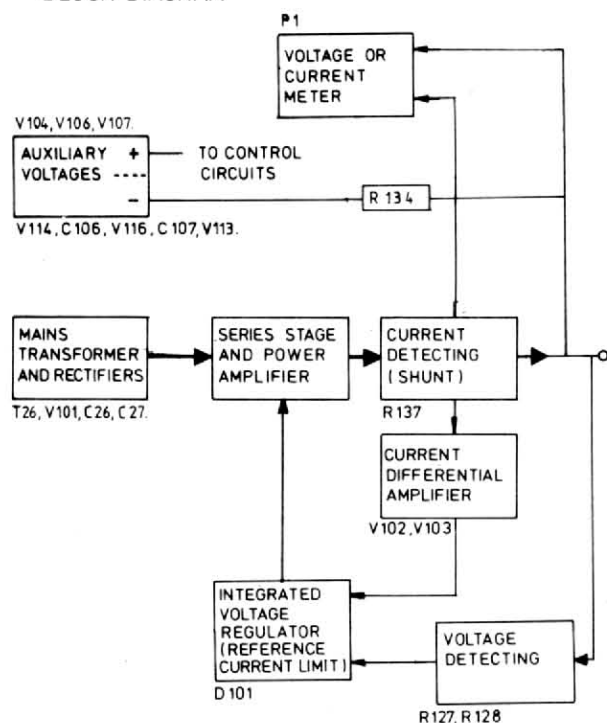 P1
VOLTAGE OR
CURRENT
METER
V104, V106, V107.
AUXILIARY +
VOLTAGES ----
-
TO CONTROL
CIRCUITS
R 134
V114, C106, V116, C107, V113.
MAINS
TRANSFORMER
AND RECTIFIERS
T26, V101, C26, C27.
SERIES STAGE
AND POWER
AMPLIFIER
CURRENT
DETECTING
(SHUNT)
R137
CURRENT
DIFFERENTIAL
AMPLIFIER
V102, V103
INTEGRATED
VOLTAGE
REGULATOR
(REFERENCE
CURRENT LIMIT)
D101
VOLTAGE
DETECTING
R127, R128